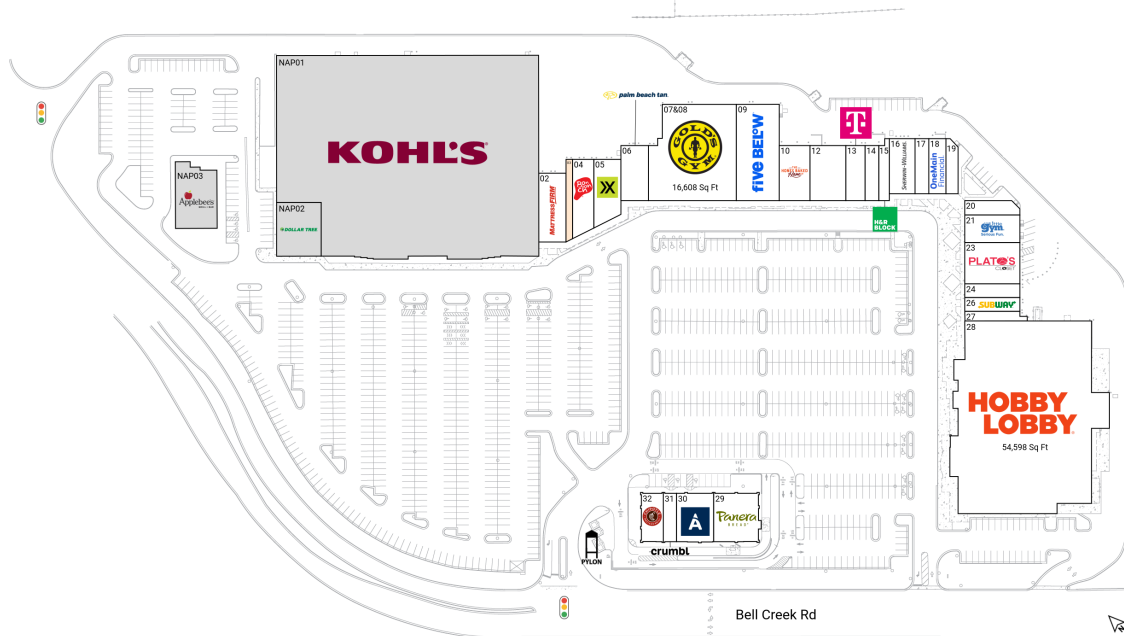 NAP01
KOHL'S
NAP02
DOLLAR TREE
NAP03
Applebee's
02
MATTRESSFIRM
04
05
06
palm beach tan.
07&08
GOLD'S
GYM
16,608 Sq Ft
09
five BEL°W
10
12
13
T
14
15
H&R
BLOCK
16
SHERWIN-WILLIAMS.
17
18
OneMain
Financial.
19
20
21
gym
23
PLATO'S
CLOSET
24
26
SUBWAY
27
28
HOBBY
LOBBY
54,598 Sq Ft
32
31
30
29
Panera
BREAD
crumbl
PYLON
Bell Creek Rd